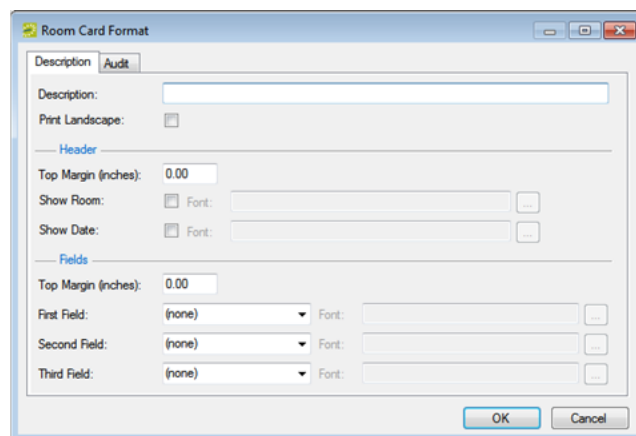 Room Card Format
Description Audit
Description:
Print Landscape:
Header
Top Margin (inches): 0.00
Show Room: Font: ...
Show Date: Font: ...
Fields
Top Margin (inches): 0.00
First Field: (none) Font: ...
Second Field: (none) Font: ...
Third Field: (none) Font: ...
OK Cancel